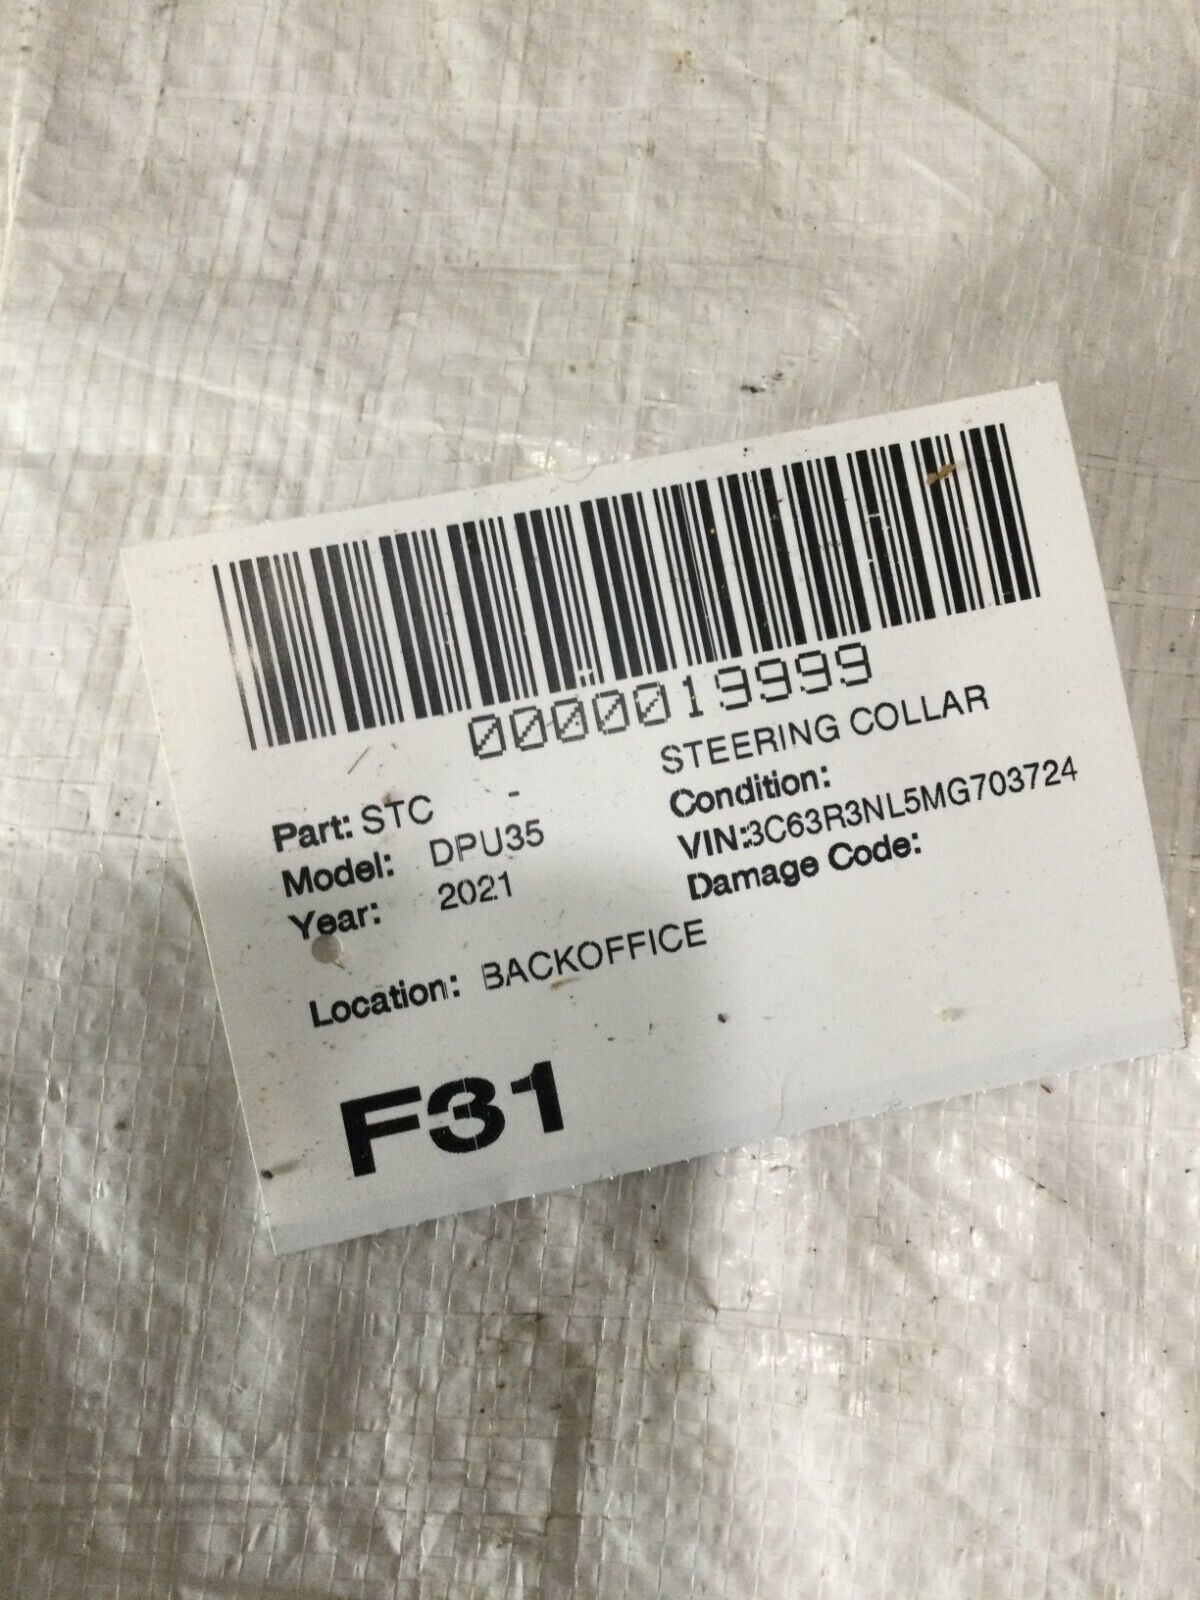 0000019999
Part: STC - STEERING COLLAR
Model: DPU35 Condition:
Year: 2021 VIN:3C63R3NL5MG703724
Damage Code:
Location: BACKOFFICE
F31